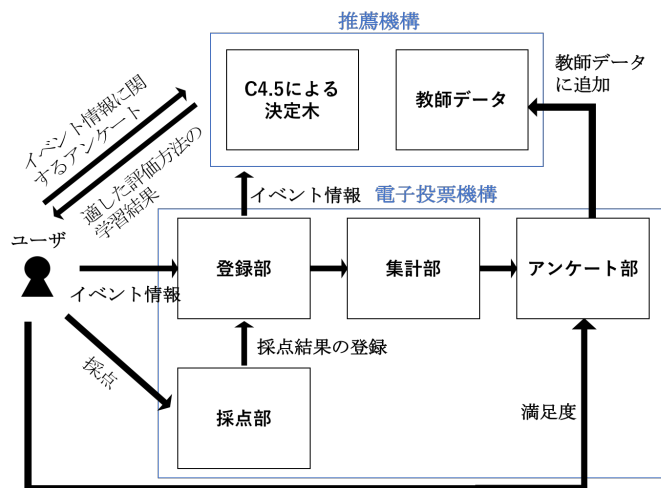 推薦機構
C4.5による
決定木
教師データ
教師データ
に追加
イベント情報に関
するアンケート
適した評価方法の
学習結果
イベント情報
電子投票機構
ユーザ
登録部
集計部
アンケート部
イベント情報
採点結果の登録
採点
採点部
満足度